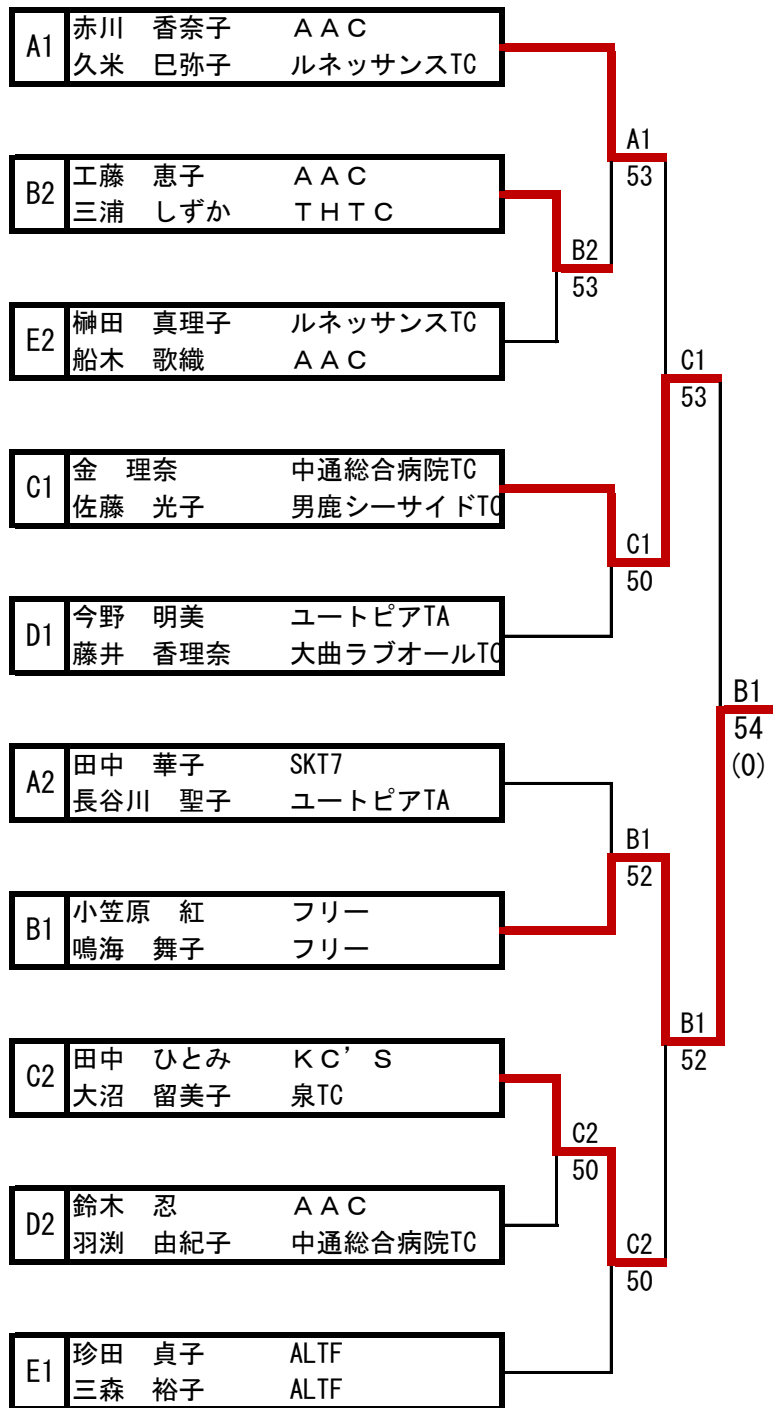 A1
赤川　香奈子　ＡＡＣ
久米　巳弥子　ルネッサンスTC
A1
53
B2
工藤　恵子　ＡＡＣ
三浦　しずか　ＴＨＴＣ
B2
53
E2
榊田　真理子　ルネッサンスTC
船木　歌織　ＡＡＣ
C1
53
C1
金　理奈　中通総合病院TC
佐藤　光子　男鹿シーサイドTC
C1
50
D1
今野　明美　ユートピアTA
藤井　香理奈　大曲ラブオールTC
B1
54
(0)
A2
田中　華子　SKT7
長谷川　聖子　ユートピアTA
B1
52
B1
小笠原　紅　フリー
鳴海　舞子　フリー
B1
52
C2
田中　ひとみ　ＫＣ’Ｓ
大沼　留美子　泉TC
C2
50
D2
鈴木　忍　ＡＡＣ
羽渕　由紀子　中通総合病院TC
C2
50
E1
珍田　貞子　ALTF
三森　裕子　ALTF